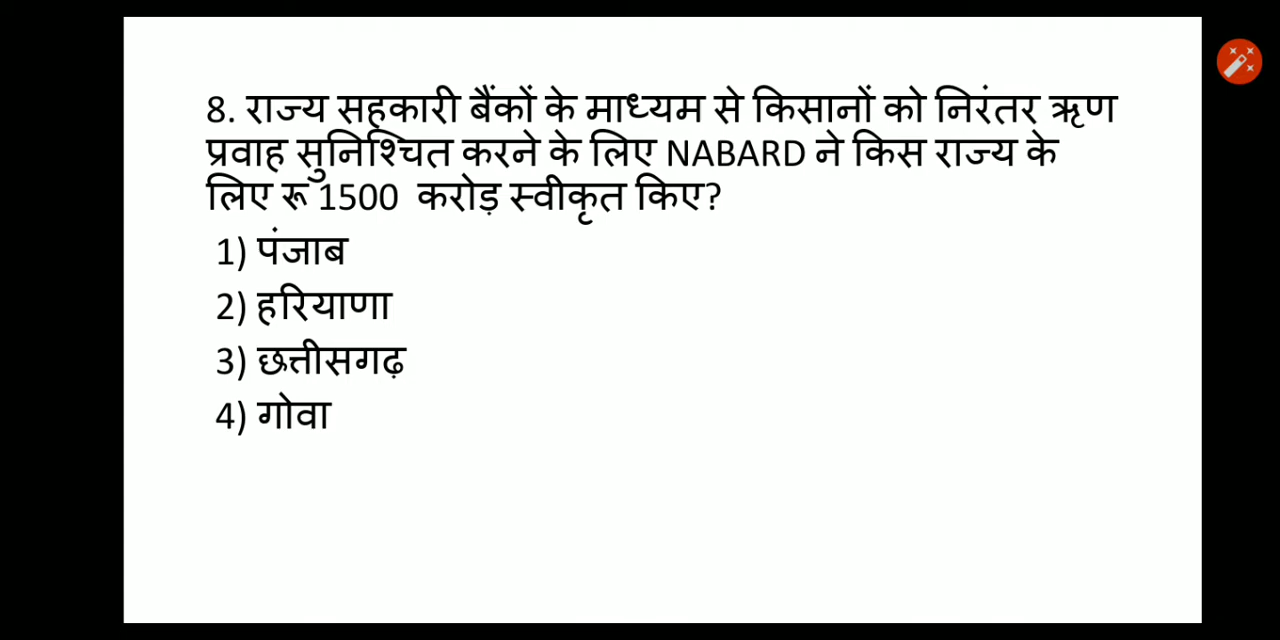 8. राज्य सहकारी बैंकों के माध्यम से किसानों को निरंतर ऋण
प्रवाह सुनिश्चित करने के लिए NABARD ने किस राज्य के
लिए रू 1500 करोड़ स्वीकृत किए?
1) पंजाब
2) हरियाणा
3) छत्तीसगढ़
4) गोवा